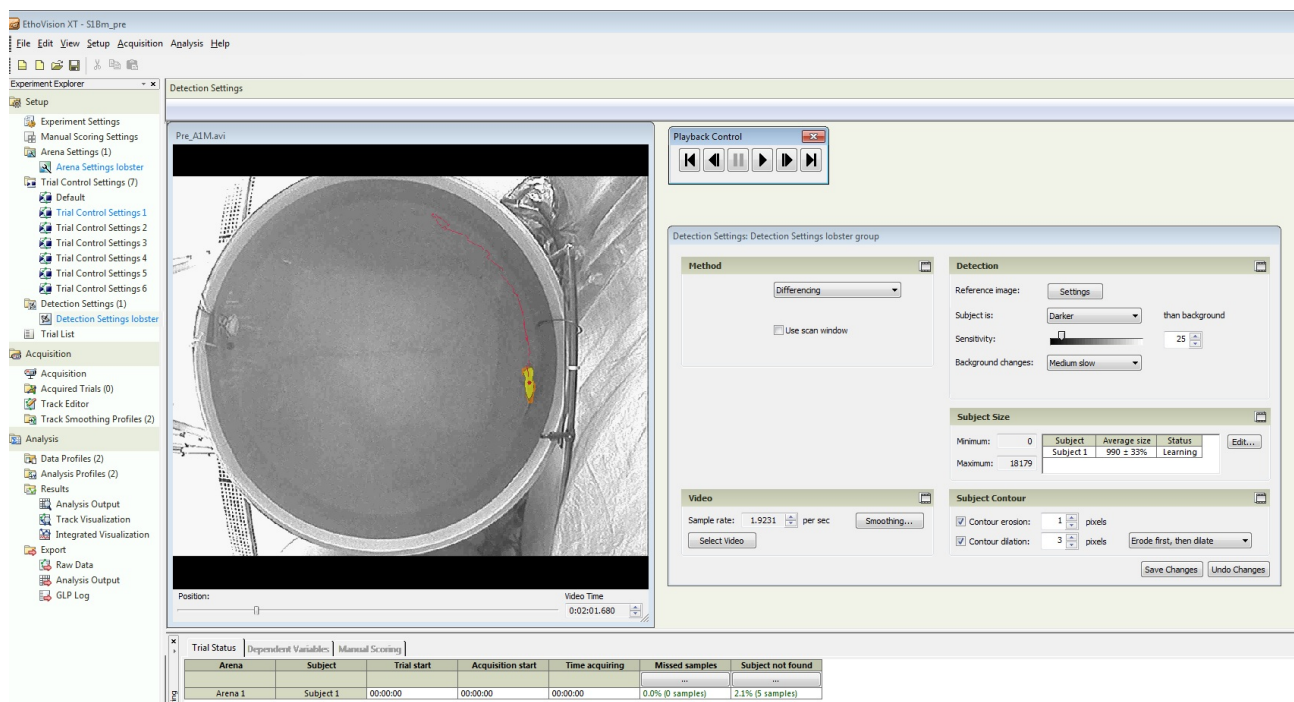 EthoVision XT - S1Bm_pre
File Edit View Setup Acquisition Analysis Help
Experiment Explorer
Setup
Experiment Settings
Manual Scoring Settings
Arena Settings (1)
Arena Settings lobster
Trial Control Settings (7)
Default
Trial Control Settings 1
Trial Control Settings 2
Trial Control Settings 3
Trial Control Settings 4
Trial Control Settings 5
Trial Control Settings 6
Detection Settings (1)
Detection Settings lobster
Trial List
Acquisition
Acquisition
Acquired Trials (0)
Track Editor
Track Smoothing Profiles (2)
Analysis
Data Profiles (2)
Analysis Profiles (2)
Results
Analysis Output
Track Visualization
Integrated Visualization
Export
Raw Data
Analysis Output
GLP Log
Detection Settings
Pre_A1M.avi
Position:
Video Time
0:02:01.680
Playback Control
Detection Settings: Detection Settings lobster group
Method
Differencing
Use scan window
Detection
Reference image: Settings
Subject is: Darker than background
Sensitivity: 25
Background changes: Medium slow
Subject Size
Minimum: 0
Maximum: 18179
Subject Average size Status
Subject 1 990 ± 33% Learning
Edit...
Video
Sample rate: 1.9231 per sec Smoothing...
Select Video
Subject Contour
Contour erosion: 1 pixels
Contour dilation: 3 pixels Erode first, then dilate
Save Changes Undo Changes
Trial Status Dependent Variables Manual Scoring
Arena Subject Trial start Acquisition start Time acquiring Missed samples Subject not found
... ...
Arena 1 Subject 1 00:00:00 00:00:00 00:00:00 0.0% (0 samples) 2.1% (5 samples)